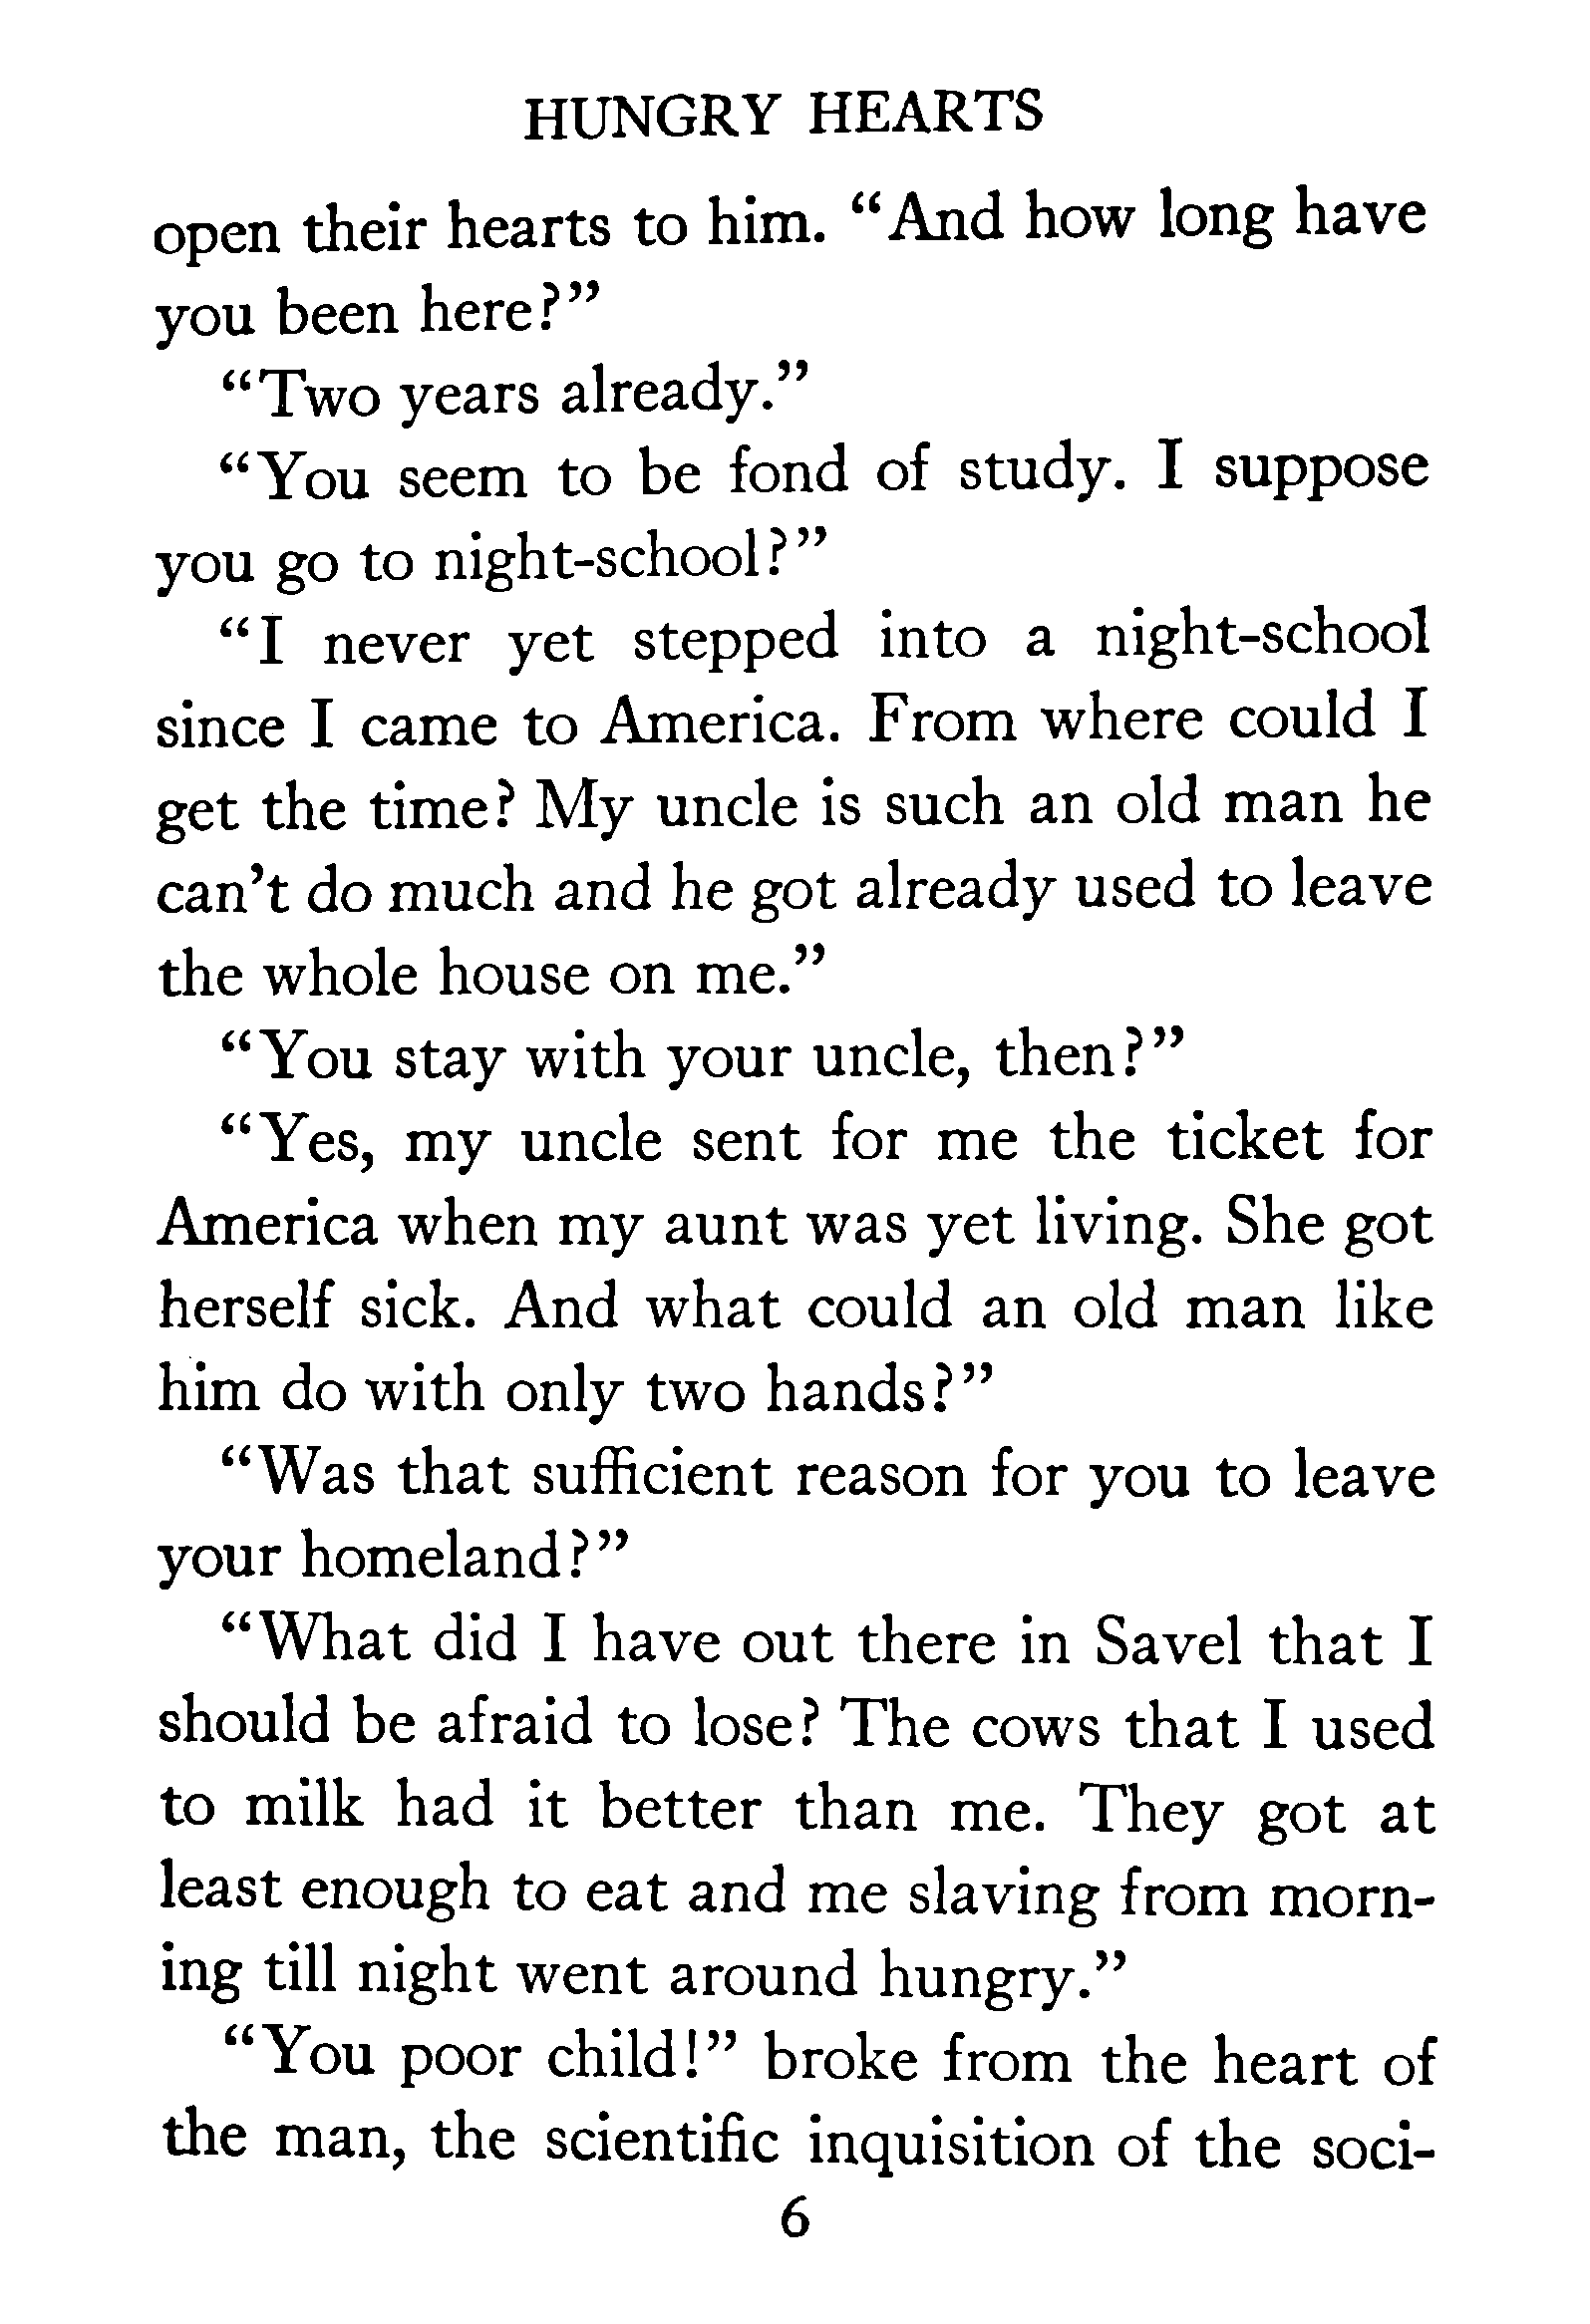 HUNGRY HEARTS
open their hearts to him. “And how long have
you been here?”
“Two years already.”
“You seem to be fond of study. I suppose
you go to night-school?”
“I never yet stepped into a night-school
since I came to America. From where could I
get the time? My uncle is such an old man he
can’t do much and he got already used to leave
the whole house on me.”
“You stay with your uncle, then?”
“Yes, my uncle sent for me the ticket for
America when my aunt was yet living. She got
herself sick. And what could an old man like
him do with only two hands?”
“Was that sufficient reason for you to leave
your homeland?”
“What did I have out there in Savel that I
should be afraid to lose? The cows that I used
to milk had it better than me. They got at
least enough to eat and me slaving from morn-
ing till night went around hungry.”
“You poor child!” broke from the heart of
the man, the scientific inquisition of the soci-
6